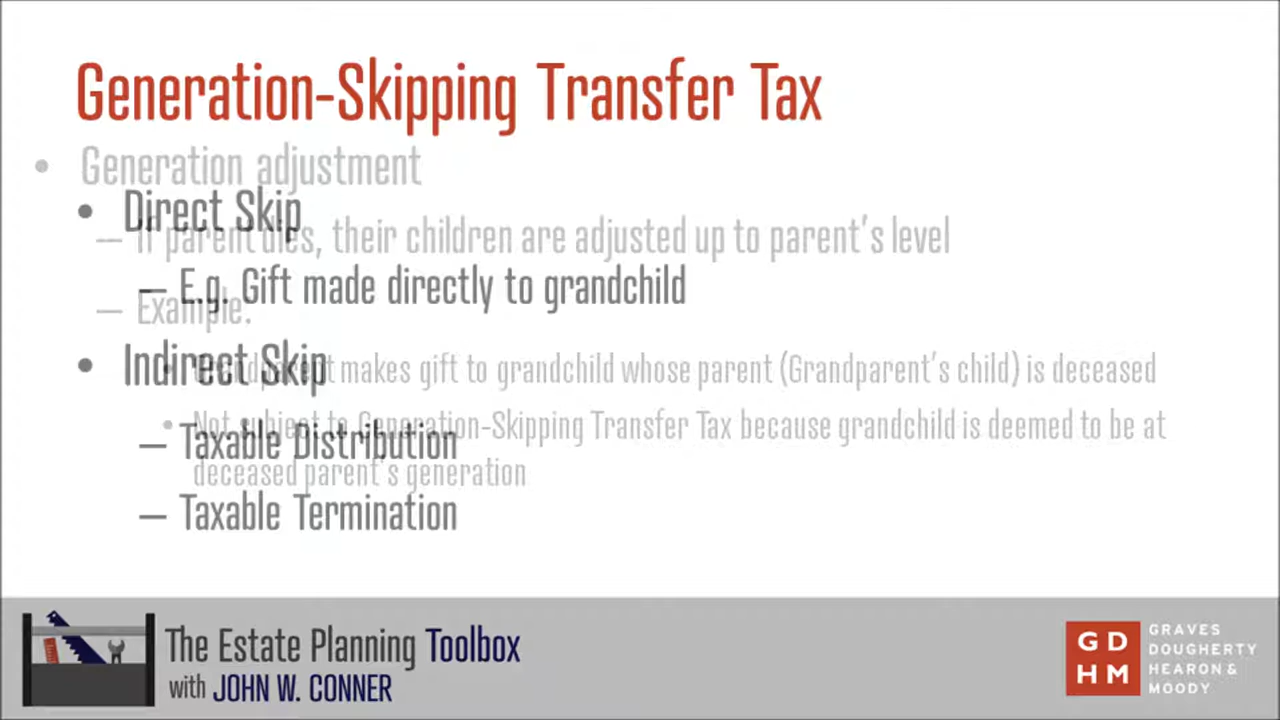 Generation-Skipping Transfer Tax
• Generation adjustment
– If parent dies, their children are adjusted up to parent's level
– Example:
• Grandparent makes gift to grandchild whose parent (Grandparent's child) is deceased
• Not subject to Generation-Skipping Transfer Tax because grandchild is deemed to be at
deceased parent's generation
• Direct Skip
– E.g. Gift made directly to grandchild
• Indirect Skip
– Taxable Distribution
– Taxable Termination
The Estate Planning Toolbox
with JOHN W. CONNER
GD
HM
GRAVES
DOUGHERTY
HEARON &
MOODY